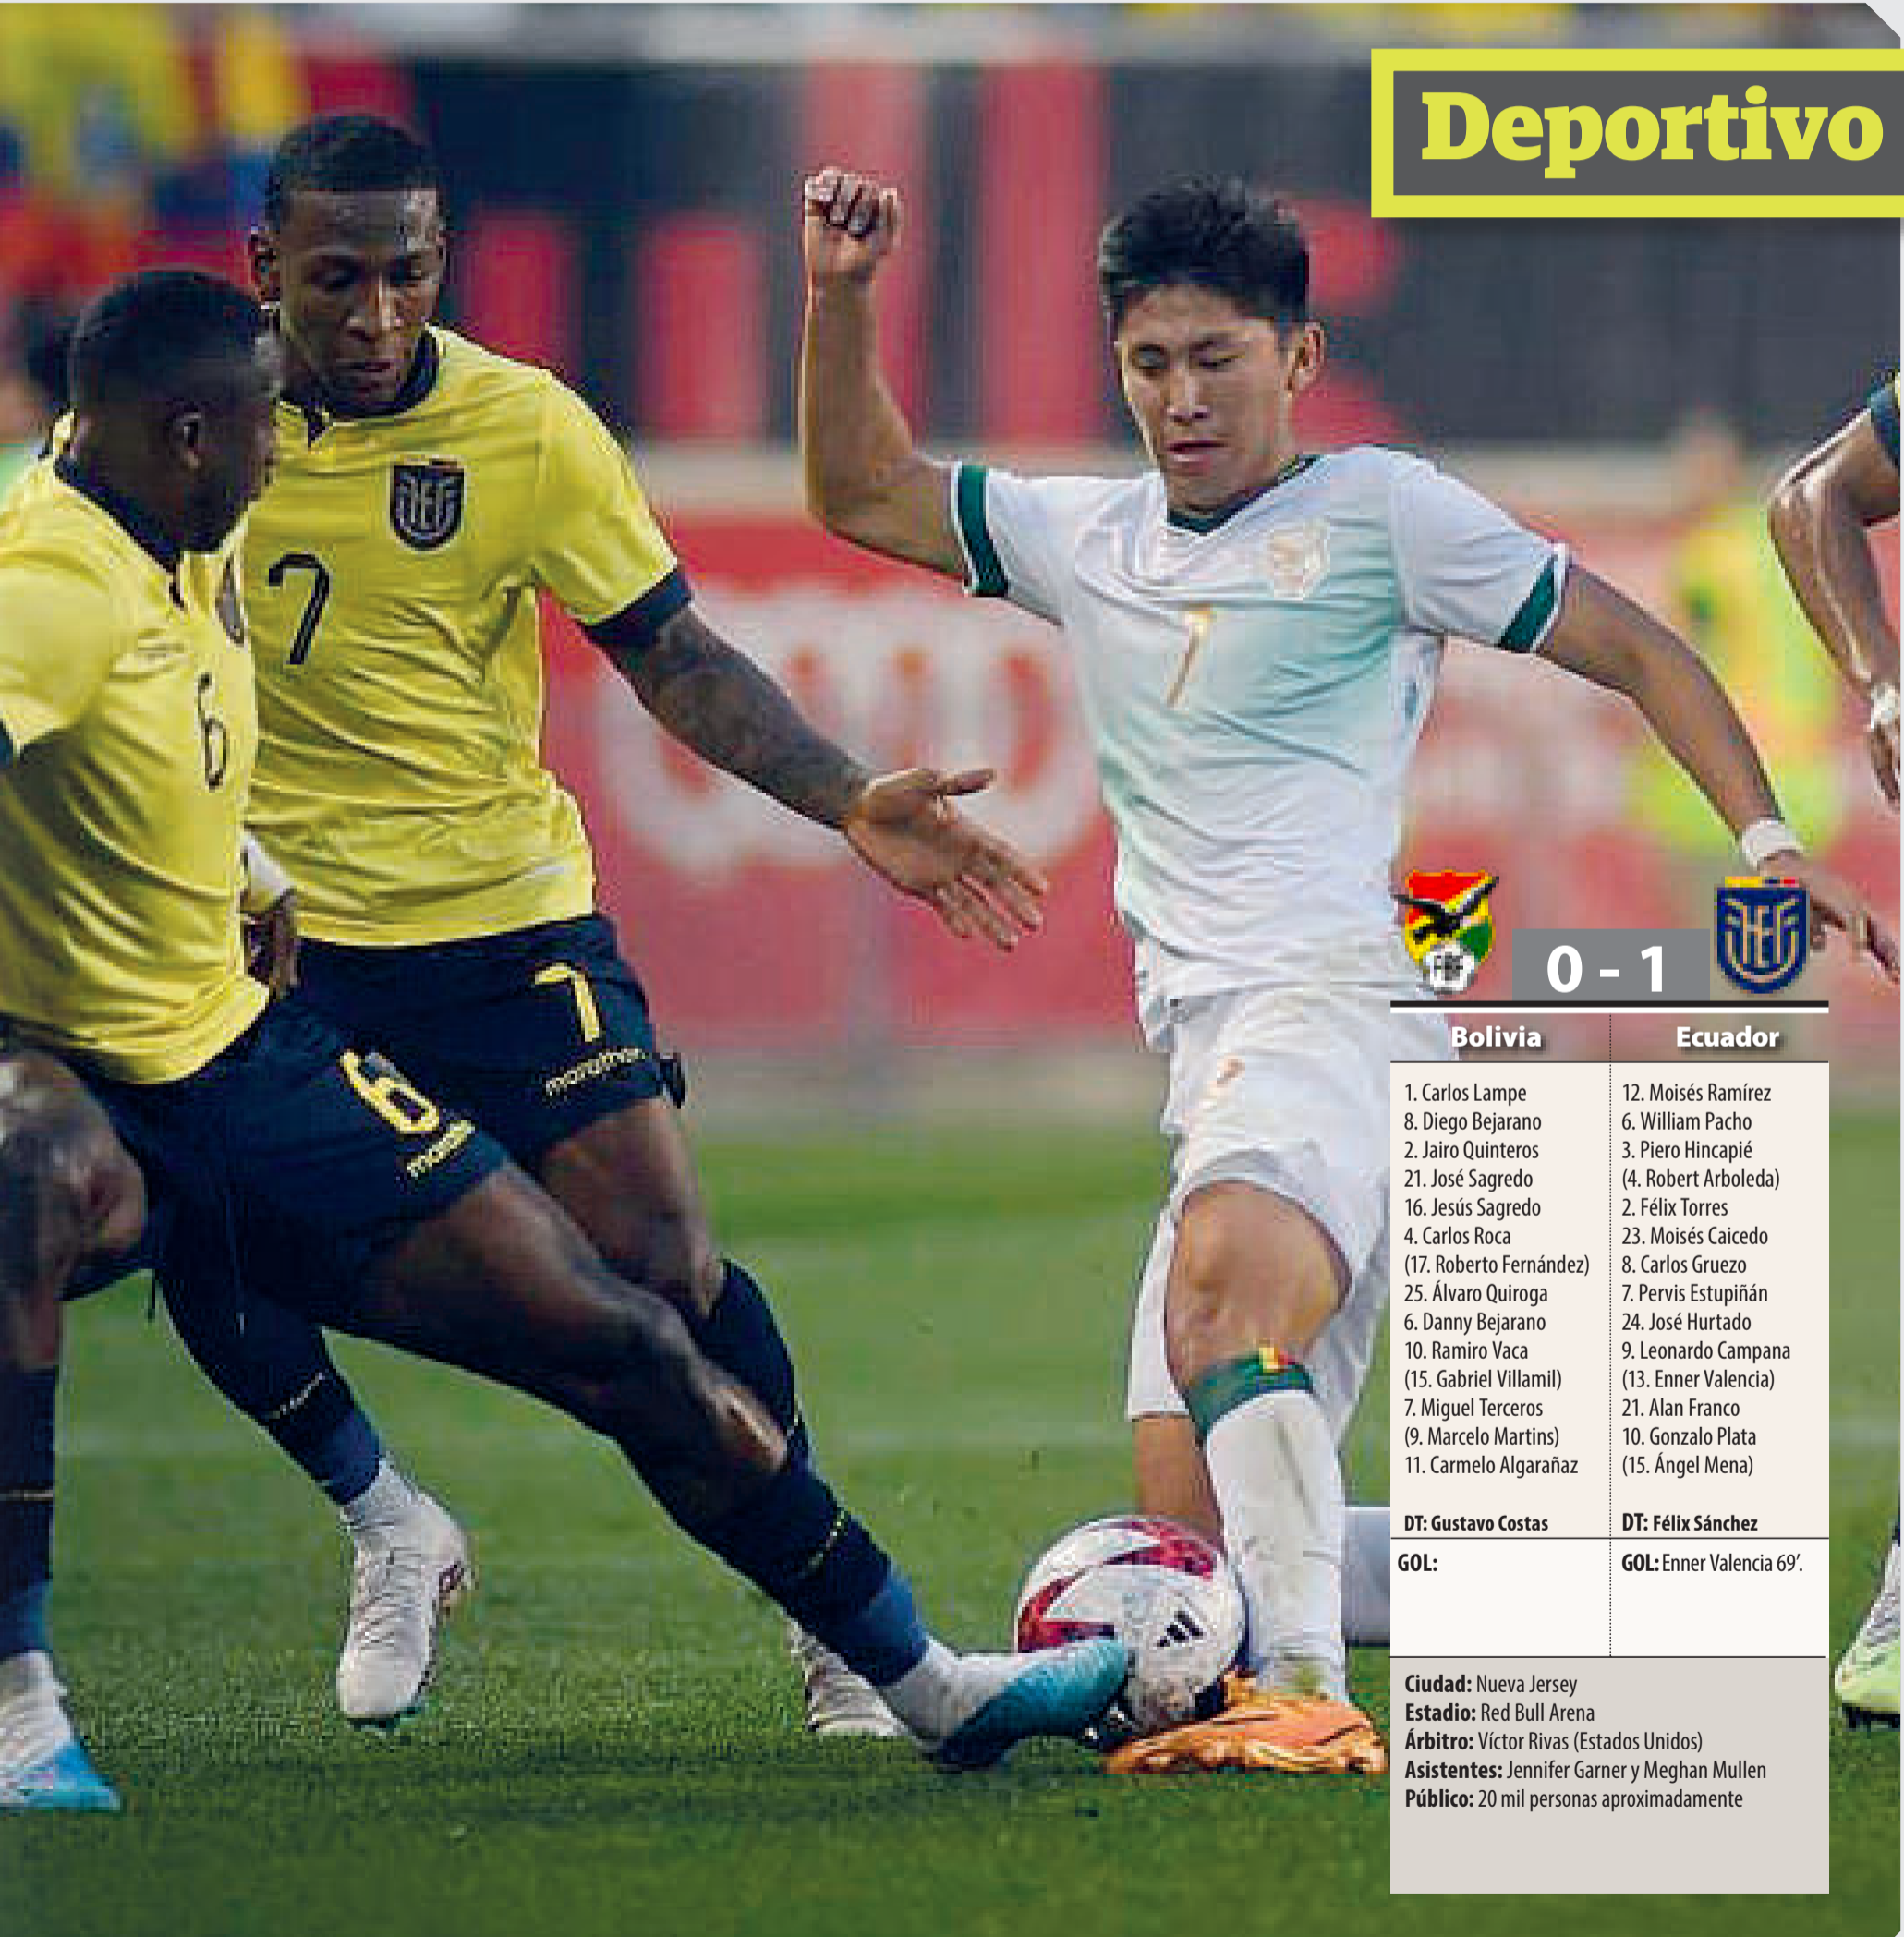 Deportivo
7
6
7
7
marathon
6
0 - 1
Bolivia
1. Carlos Lampe
8. Diego Bejarano
2. Jairo Quinteros
21. José Sagredo
16. Jesús Sagredo
4. Carlos Roca
(17. Roberto Fernández)
25. Álvaro Quiroga
6. Danny Bejarano
10. Ramiro Vaca
(15. Gabriel Villamil)
7. Miguel Terceros
(9. Marcelo Martins)
11. Carmelo Algarañaz
DT: Gustavo Costas
GOL:
Ecuador
12. Moisés Ramírez
6. William Pacho
3. Piero Hincapié
(4. Robert Arboleda)
2. Félix Torres
23. Moisés Caicedo
8. Carlos Gruezo
7. Pervis Estupiñán
24. José Hurtado
9. Leonardo Campana
(13. Enner Valencia)
21. Alan Franco
10. Gonzalo Plata
(15. Ángel Mena)
DT: Félix Sánchez
GOL: Enner Valencia 69’.
Ciudad: Nueva Jersey
Estadio: Red Bull Arena
Árbitro: Víctor Rivas (Estados Unidos)
Asistentes: Jennifer Garner y Meghan Mullen
Público: 20 mil personas aproximadamente